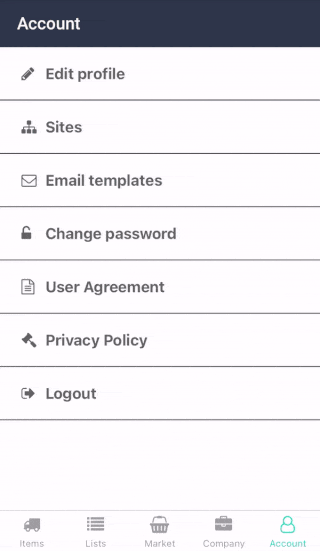 Account
Edit profile
Sites
Email templates
Change password
User Agreement
Privacy Policy
Logout
Items
Lists
Market
Company
Account